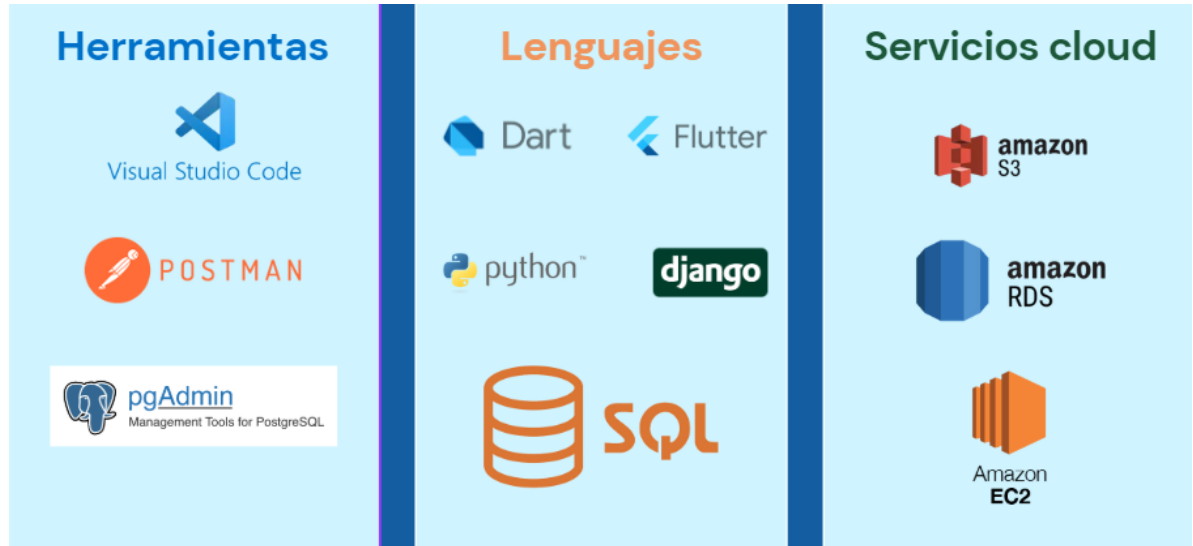 Herramientas
Visual Studio Code
POSTMAN
pgAdmin
Management Tools for PostgreSQL
Lenguajes
Dart
Flutter
python™
django
SQL
Servicios cloud
amazon
S3
amazon
RDS
Amazon
EC2